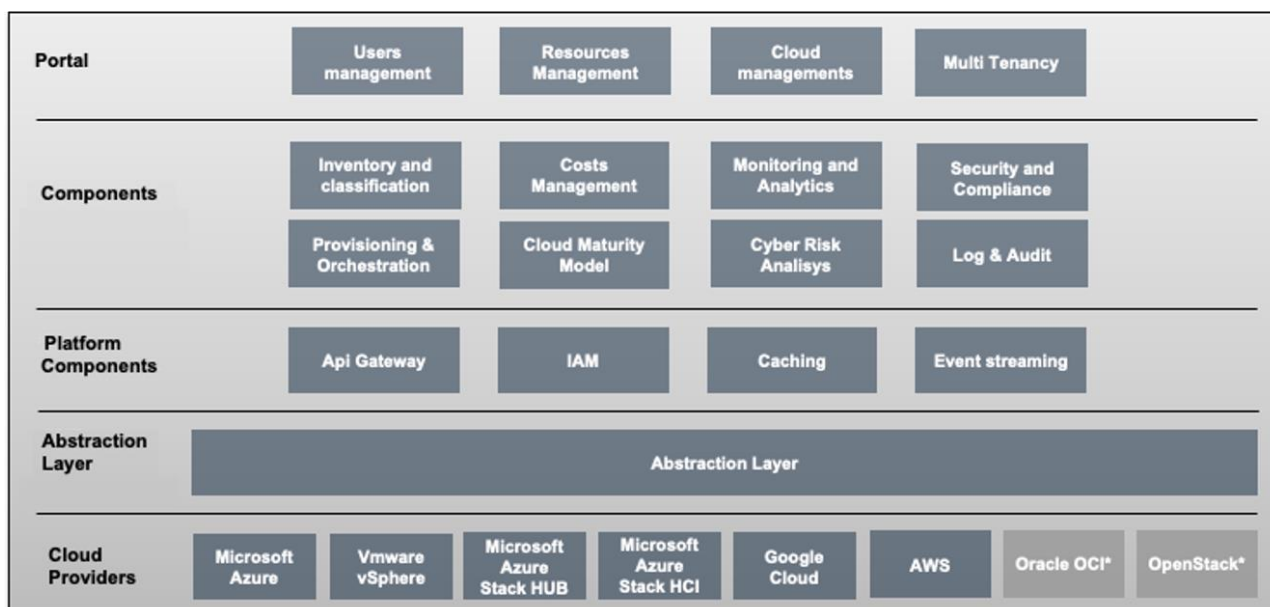 Portal
Users
management
Resources
Management
Cloud
managements
Multi Tenancy
Components
Inventory and
classification
Costs
Management
Monitoring and
Analytics
Security and
Compliance
Provisioning &
Orchestration
Cloud Maturity
Model
Cyber Risk
Analisys
Log & Audit
Platform
Components
Api Gateway
IAM
Caching
Event streaming
Abstraction
Layer
Abstraction Layer
Cloud
Providers
Microsoft
Azure
Vmware
vSphere
Microsoft
Azure
Stack HUB
Microsoft
Azure
Stack HCI
Google
Cloud
AWS
Oracle OCI*
OpenStack*